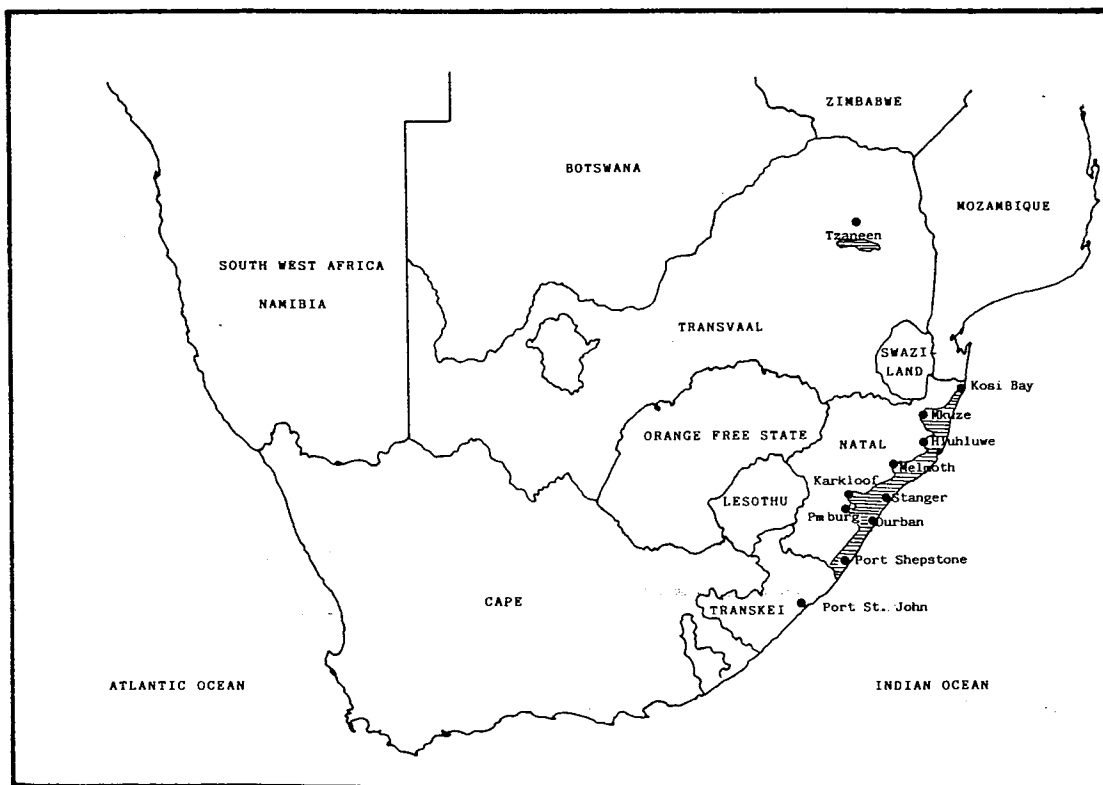 ZIMBABWE
BOTSWANA
MOZAMBIQUE
Tzaneen
SOUTH WEST AFRICA
NAMIBIA
TRANSVAAL
SWAZI-
LAND
Kosi Bay
Mkuze
ORANGE FREE STATE
NATAL
Hluhluwe
Melmoth
Karkloof
LESOTHU
Stanger
Pmburg
Durban
Port Shepstone
CAPE
TRANSKEI
Port St. John
ATLANTIC OCEAN
INDIAN OCEAN